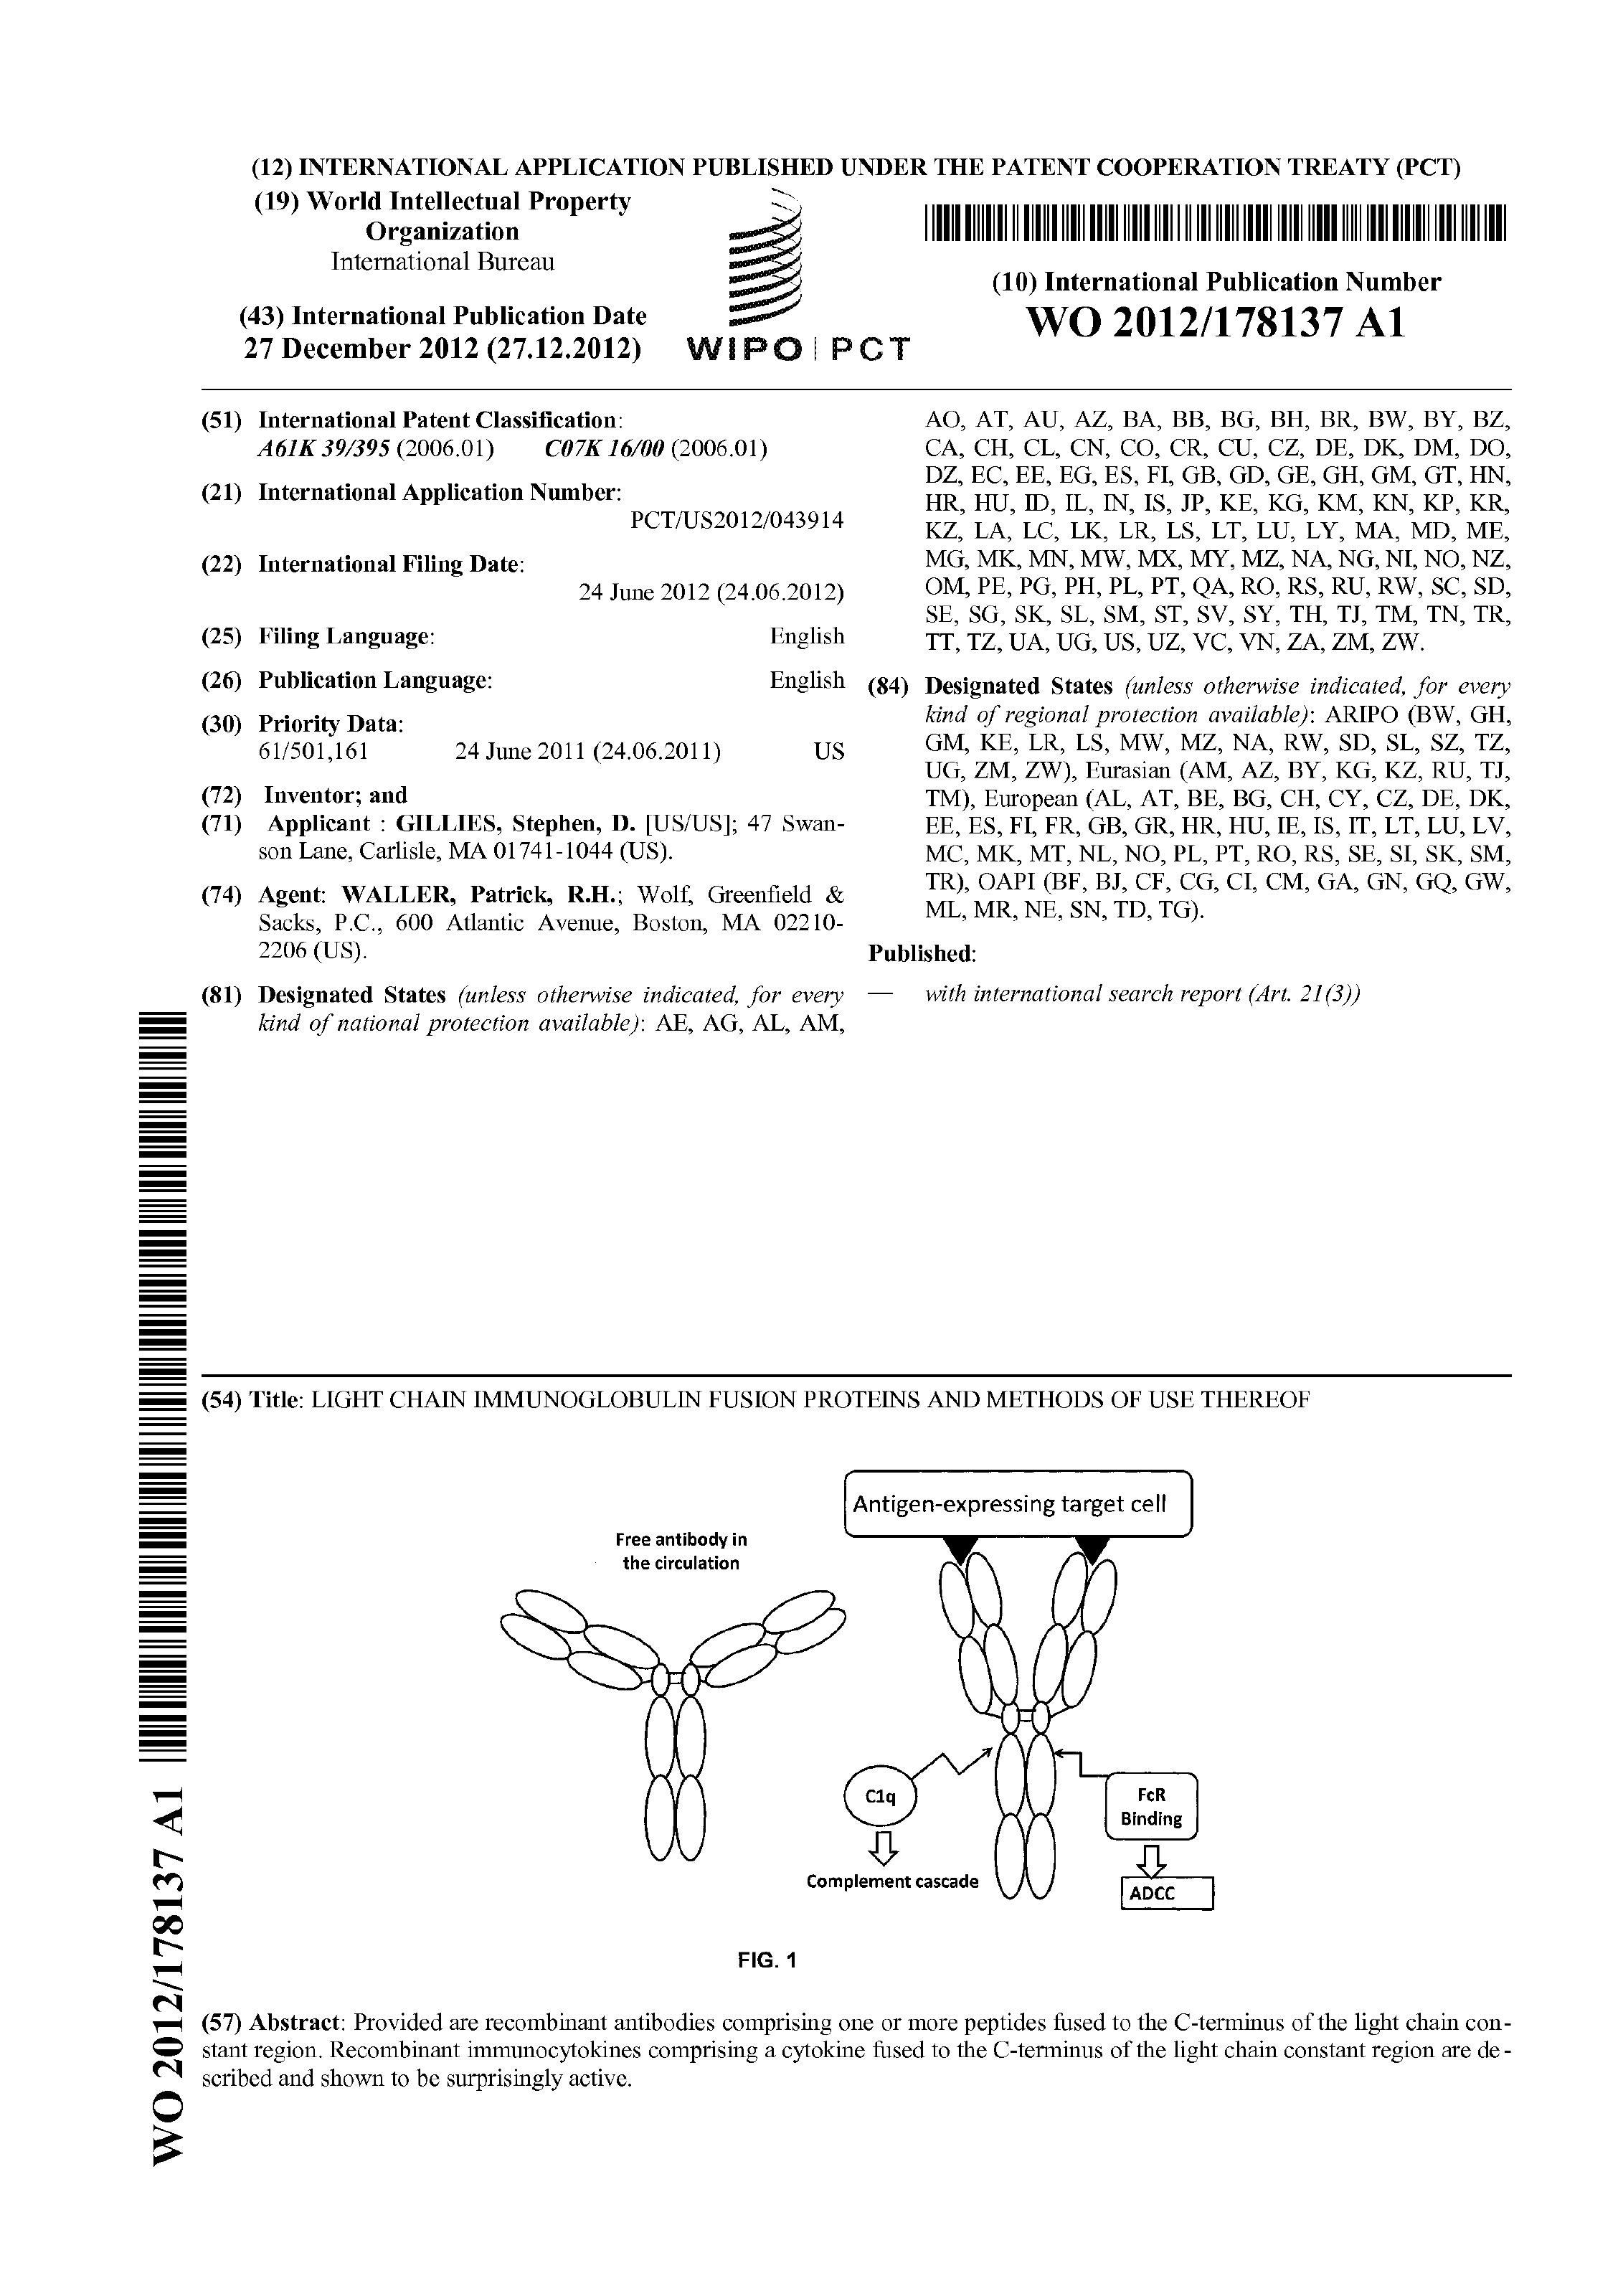 (12) INTERNATIONAL APPLICATION PUBLISHED UNDER THE PATENT COOPERATION TREATY (PCT)
(19) World Intellectual Property
Organization
International Bureau
(43) International Publication Date
27 December 2012 (27.12.2012)
WIPO | PCT
(10) International Publication Number
WO 2012/178137 A1
(51) International Patent Classification:
A61K 39/395 (2006.01) C07K 16/00 (2006.01)
(21) International Application Number:
PCT/US2012/043914
(22) International Filing Date:
24 June 2012 (24.06.2012)
(25) Filing Language: English
(26) Publication Language: English
(30) Priority Data:
61/501,161 24 June 2011 (24.06.2011) US
(72) Inventor; and
(71) Applicant : GILLIES, Stephen, D. [US/US]; 47 Swan-
son Lane, Carlisle, MA 01741-1044 (US).
(74) Agent: WALLER, Patrick, R.H.; Wolf, Greenfield &
Sacks, P.C., 600 Atlantic Avenue, Boston, MA 02210-
2206 (US).
(81) Designated States (unless otherwise indicated, for every
kind of national protection available): AE, AG, AL, AM,
AO, AT, AU, AZ, BA, BB, BG, BH, BR, BW, BY, BZ,
CA, CH, CL, CN, CO, CR, CU, CZ, DE, DK, DM, DO,
DZ, EC, EE, EG, ES, FI, GB, GD, GE, GH, GM, GT, HN,
HR, HU, ID, IL, IN, IS, JP, KE, KG, KM, KN, KP, KR,
KZ, LA, LC, LK, LR, LS, LT, LU, LY, MA, MD, ME,
MG, MK, MN, MW, MX, MY, MZ, NA, NG, NI, NO, NZ,
OM, PE, PG, PH, PL, PT, QA, RO, RS, RU, RW, SC, SD,
SE, SG, SK, SL, SM, ST, SV, SY, TH, TJ, TM, TN, TR,
TT, TZ, UA, UG, US, UZ, VC, VN, ZA, ZM, ZW.
(84) Designated States (unless otherwise indicated, for every
kind of regional protection available): ARIPO (BW, GH,
GM, KE, LR, LS, MW, MZ, NA, RW, SD, SL, SZ, TZ,
UG, ZM, ZW), Eurasian (AM, AZ, BY, KG, KZ, RU, TJ,
TM), European (AL, AT, BE, BG, CH, CY, CZ, DE, DK,
EE, ES, FI, FR, GB, GR, HR, HU, IE, IS, IT, LT, LU, LV,
MC, MK, MT, NL, NO, PL, PT, RO, RS, SE, SI, SK, SM,
TR), OAPI (BF, BJ, CF, CG, CI, CM, GA, GN, GQ, GW,
ML, MR, NE, SN, TD, TG).
Published:
— with international search report (Art. 21(3))
(54) Title: LIGHT CHAIN IMMUNOGLOBULIN FUSION PROTEINS AND METHODS OF USE THEREOF
Antigen-expressing target cell
Free antibody in
the circulation
C1q
Complement cascade
FcR
Binding
ADCC
FIG. 1
(57) Abstract: Provided are recombinant antibodies comprising one or more peptides fused to the C-terminus of the light chain con-
stant region. Recombinant immunocytokines comprising a cytokine fused to the C-terminus of the light chain constant region are de-
scribed and shown to be surprisingly active.
WO 2012/178137 A1